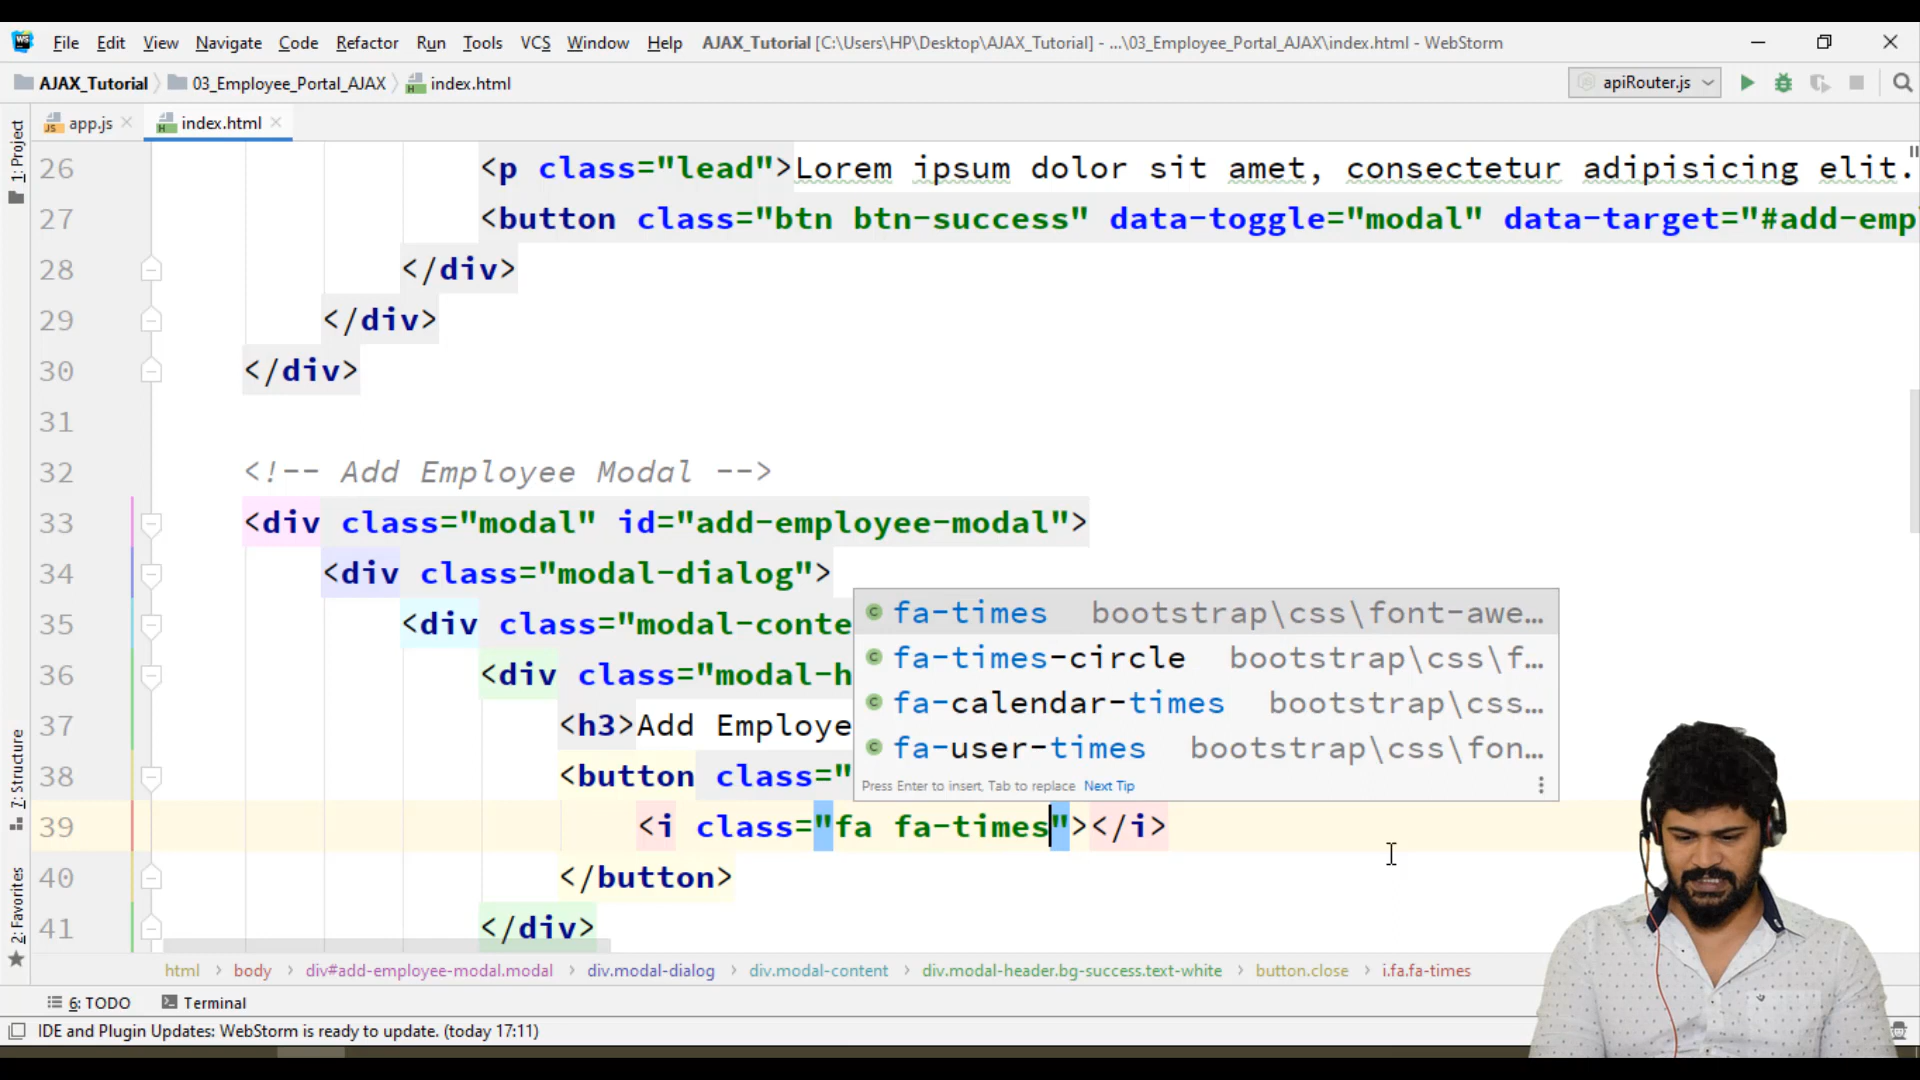 File Edit View Navigate Code Refactor Run Tools VCS Window Help AJAX_Tutorial [C:\Users\HP\Desktop\AJAX_Tutorial] - ...\03_Employee_Portal_AJAX\index.html - WebStorm
AJAX_Tutorial 03_Employee_Portal_AJAX index.html apiRouter.js
app.js index.html
1: Project
26 <p class="lead">Lorem ipsum dolor sit amet, consectetur adipisicing elit.
27 <button class="btn btn-success" data-toggle="modal" data-target="#add-emp
28 </div>
29 </div>
30 </div>
31
32 <!-- Add Employee Modal -->
33 <div class="modal" id="add-employee-modal">
34 <div class="modal-dialog">
35 <div class="modal-conte
36 <div class="modal-h
37 <h3>Add Employe
38 <button class="
39 <i class="fa fa-times"></i>
40 </button>
41 </div>
fa-times bootstrap\css\font-awe...
fa-times-circle bootstrap\css\f...
fa-calendar-times bootstrap\css...
fa-user-times bootstrap\css\fon...
Press Enter to insert, Tab to replace Next Tip
7: Structure
2: Favorites
html body div#add-employee-modal.modal div.modal-dialog div.modal-content div.modal-header.bg-success.text-white button.close i.fa.fa-times
6: TODO Terminal
IDE and Plugin Updates: WebStorm is ready to update. (today 17:11)